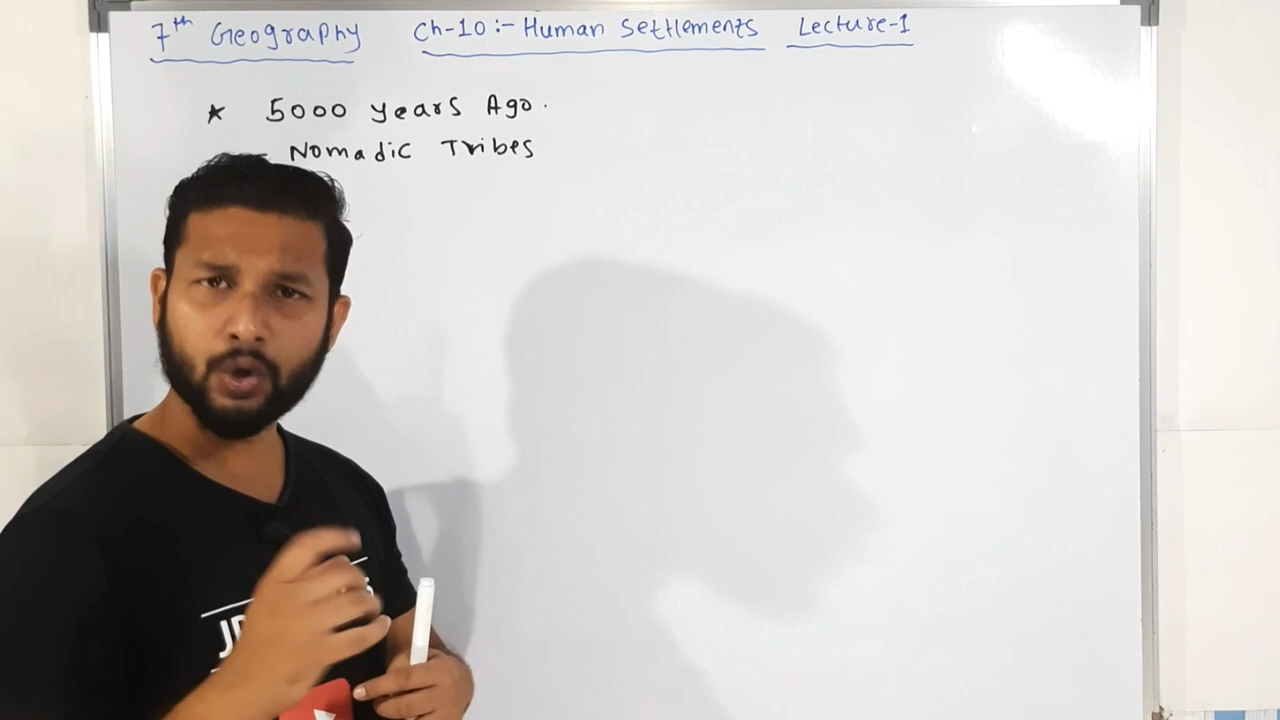 7th Geography Ch-10:- Human Settlements Lecture-1
* 5000 years Ago.
— Nomadic Tribes